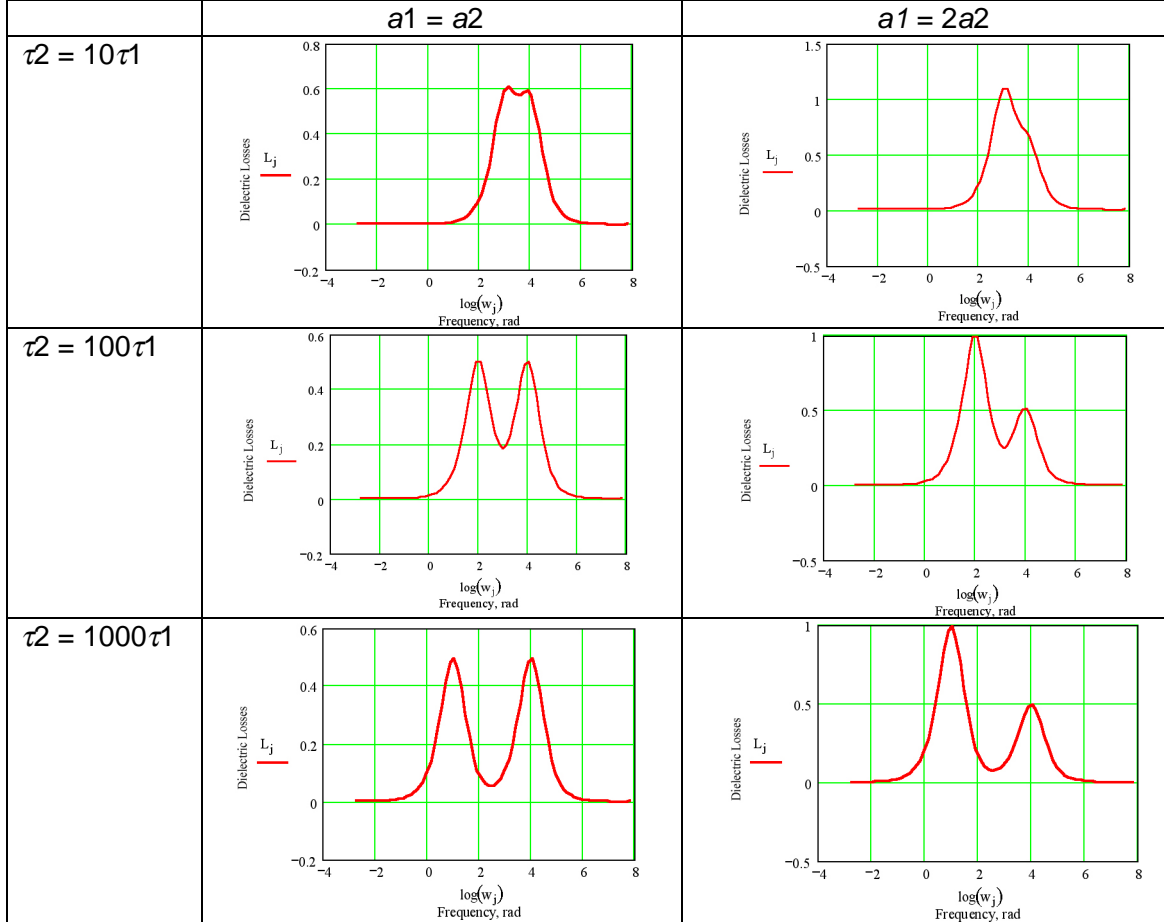 a1 = a2
a1 = 2a2
τ2 = 10τ1
0.8
0.6
0.4
0.2
0
−0.2
Dielectric Losses
Lj
−4 −2 0 2 4 6 8
log(wj)
Frequency, rad
1.5
1
0.5
0
−0.5
Dielectric Losses
Lj
−4 −2 0 2 4 6 8
log(wj)
Frequency, rad
τ2 = 100τ1
0.6
0.4
0.2
0
−0.2
Dielectric Losses
Lj
−4 −2 0 2 4 6 8
log(wj)
Frequency, rad
1
0.5
0
−0.5
Dielectric Losses
Lj
−4 −2 0 2 4 6 8
log(wj)
Frequency, rad
τ2 = 1000τ1
0.6
0.4
0.2
0
−0.2
Dielectric Losses
Lj
−4 −2 0 2 4 6 8
log(wj)
Frequency, rad
1
0.5
0
−0.5
Dielectric Losses
Lj
−4 −2 0 2 4 6 8
log(wj)
Frequency, rad